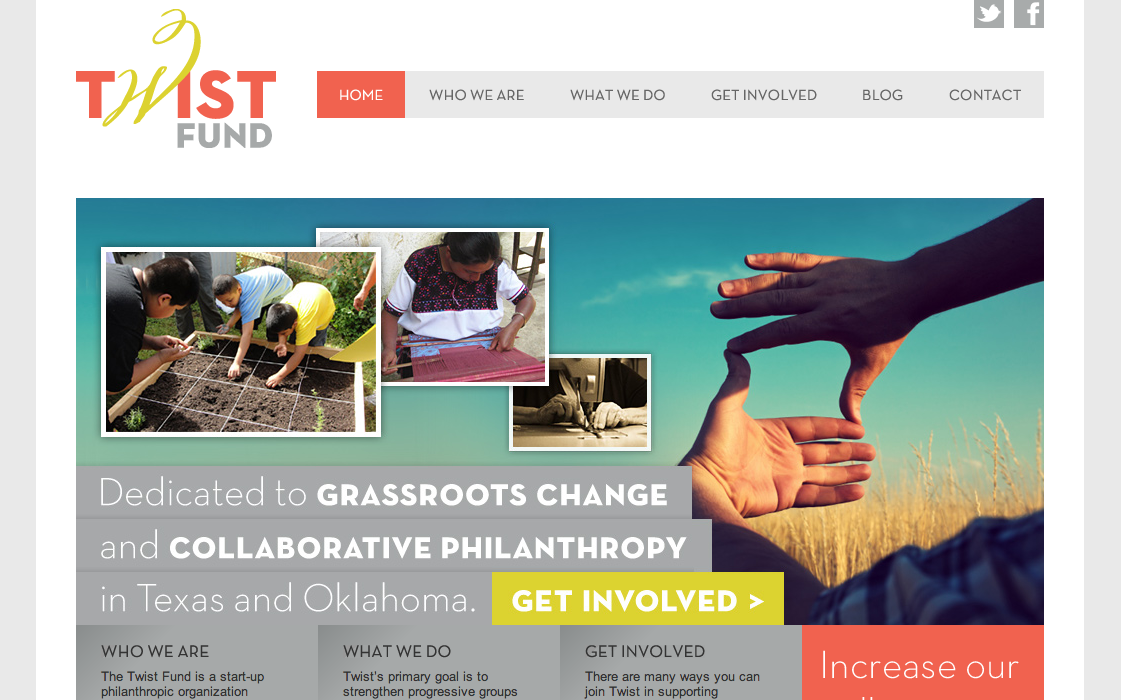 TWIST
FUND
HOME WHO WE ARE WHAT WE DO GET INVOLVED BLOG CONTACT
Dedicated to GRASSROOTS CHANGE
and COLLABORATIVE PHILANTHROPY
in Texas and Oklahoma. GET INVOLVED >
WHO WE ARE
The Twist Fund is a start-up
philanthropic organization
WHAT WE DO
Twist's primary goal is to
strengthen progressive groups
GET INVOLVED
There are many ways you can
join Twist in supporting
Increase our